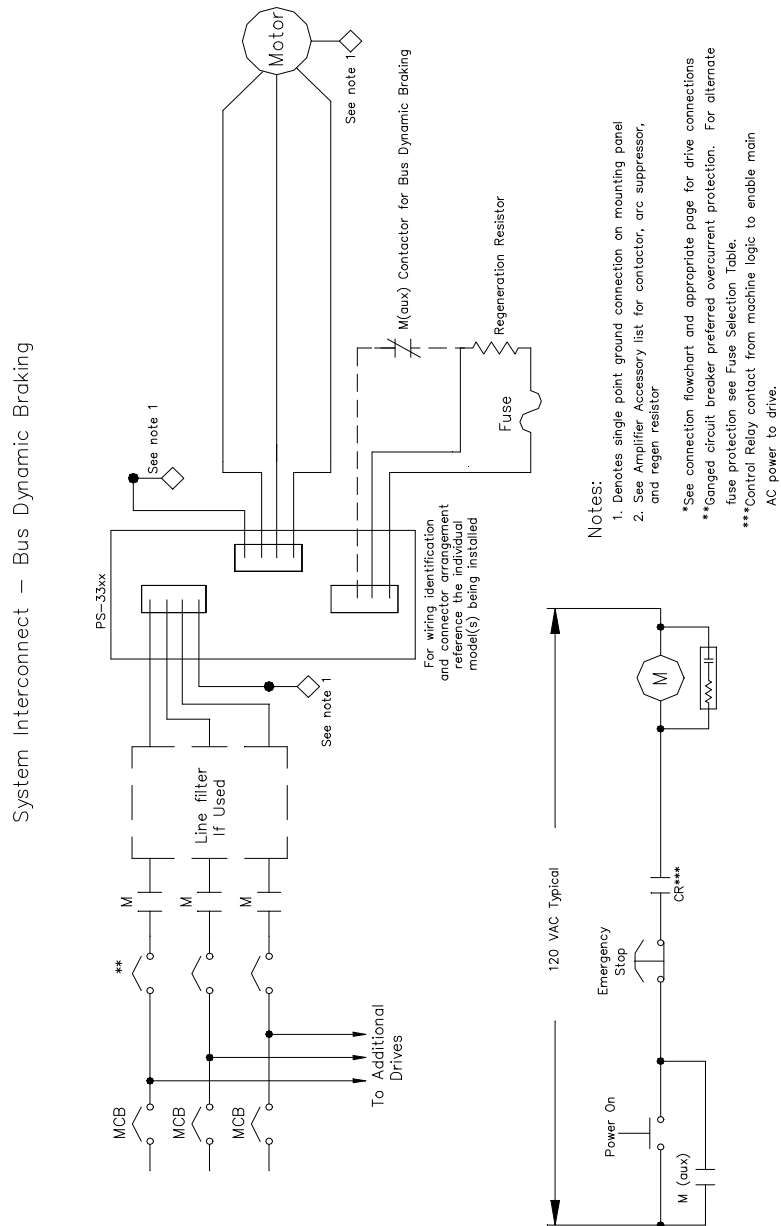 System Interconnect – Bus Dynamic Braking
MCB
MCB
MCB
**
M
M
M
To Additional
Drives
Line filter
If Used
See note 1
PS-33xx
See note 1
For wiring identification
and connector arrangement
reference the individual
model(s) being installed
Motor
See note 1
M(aux) Contactor for Bus Dynamic Braking
Regeneration Resistor
Fuse
120 VAC Typical
Power On
M (aux)
Emergency
Stop
CR***
M
Notes:
1. Denotes single point ground connection on mounting panel
2. See Amplifier Accessory list for contactor, arc suppressor,
and regen resistor
*See connection flowchart and appropriate page for drive connections
**Ganged circuit breaker preferred overcurrent protection. For alternate
fuse protection see Fuse Selection Table.
***Control Relay contact from machine logic to enable main
AC power to drive.